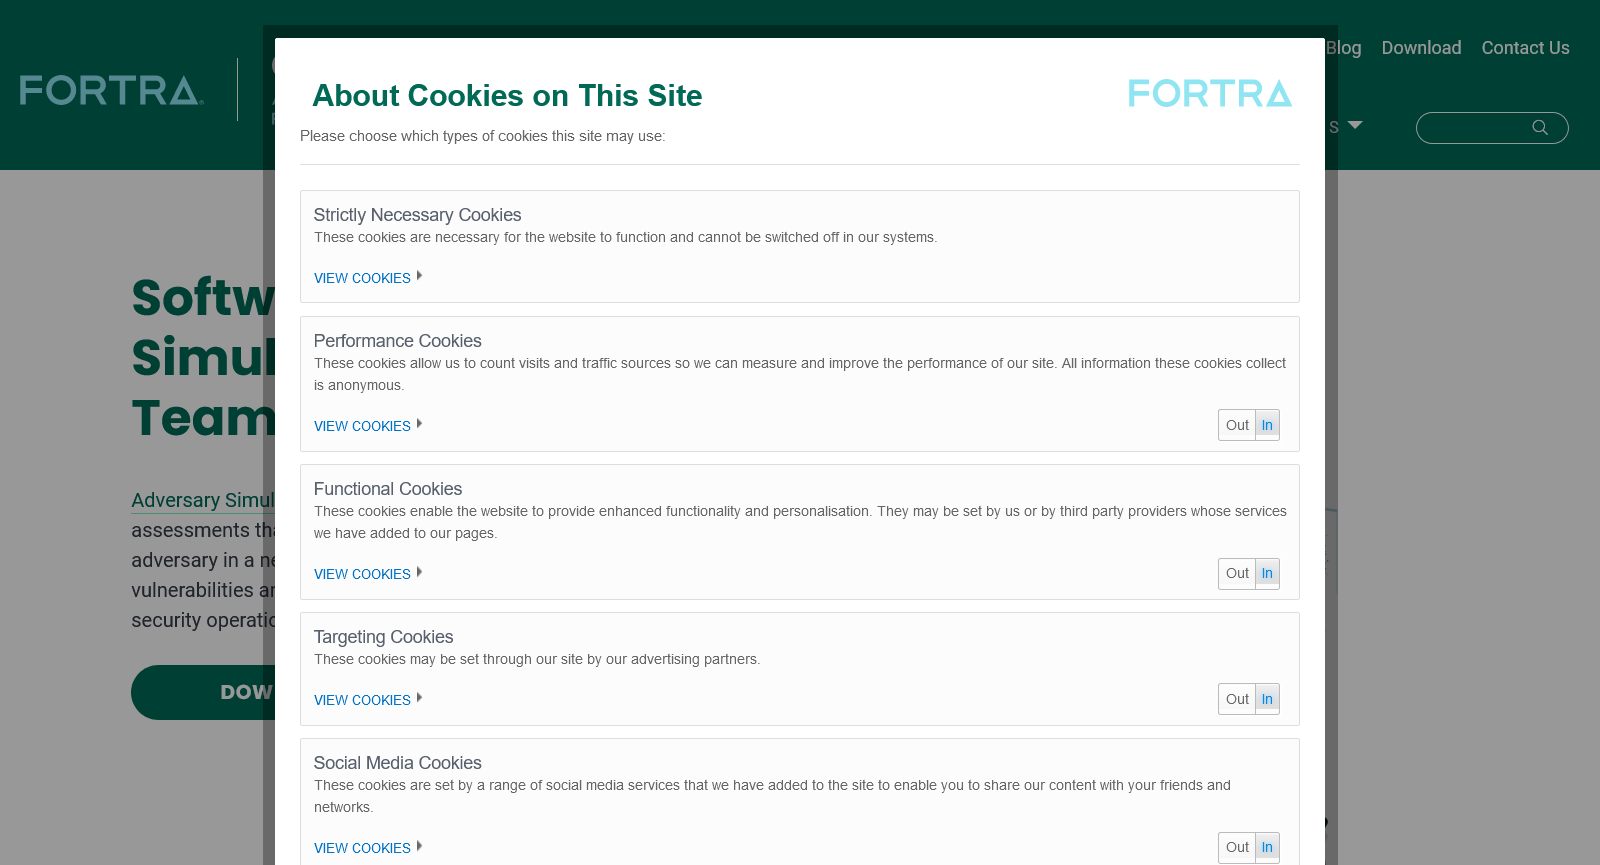 Blog Download Contact Us
FORTRA
About Cookies on This Site
FORTRA
Please choose which types of cookies this site may use:
S
Strictly Necessary Cookies
These cookies are necessary for the website to function and cannot be switched off in our systems.
VIEW COOKIES
Performance Cookies
These cookies allow us to count visits and traffic sources so we can measure and improve the performance of our site. All information these cookies collect
is anonymous.
VIEW COOKIES
Out In
Functional Cookies
These cookies enable the website to provide enhanced functionality and personalisation. They may be set by us or by third party providers whose services
we have added to our pages.
VIEW COOKIES
Out In
Targeting Cookies
These cookies may be set through our site by our advertising partners.
VIEW COOKIES
Out In
Social Media Cookies
These cookies are set by a range of social media services that we have added to the site to enable you to share our content with your friends and
networks.
VIEW COOKIES
Out In
Softw
Simul
Team
Adversary Simul
assessments tha
adversary in a ne
vulnerabilities an
security operatio
DOW